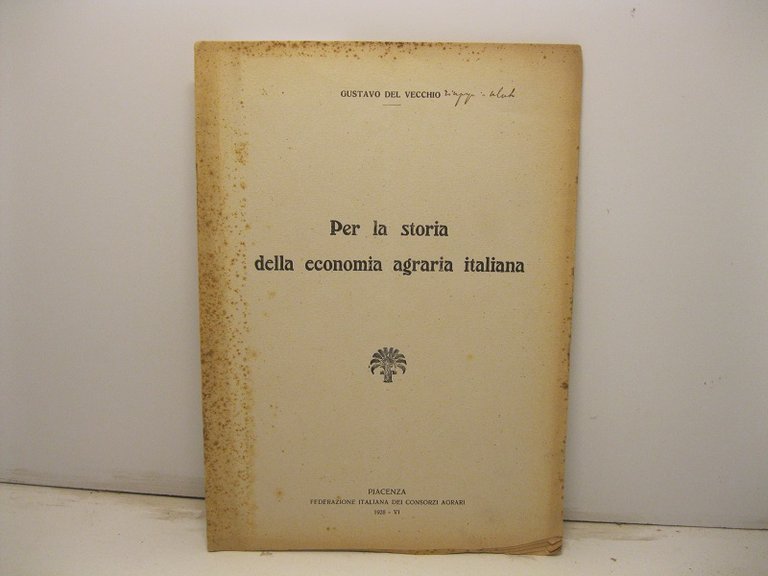 GUSTAVO DEL VECCHIO
Per la storia
della economia agraria italiana
PIACENZA
FEDERAZIONE ITALIANA DEI CONSORZI AGRARI
1928 - VI